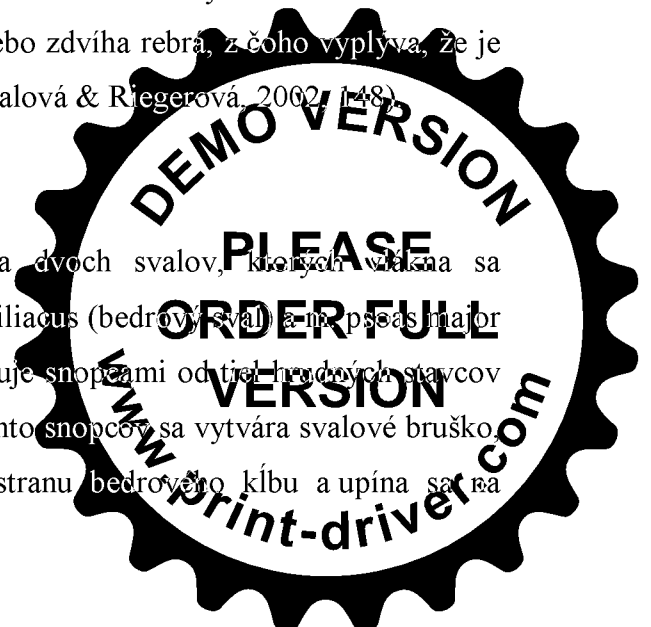 ebo zdvíha rebrá, z čoho vyplýva, že je
alová & Riegerová, 2002, 148).
DEMO VERSION
a dvoch svalov, ktorých vlákna sa
PLEASE
iliacus (bedrový sval) a m. psoas major
ORDER FULL
uje snopcami od tiel hrudných stavcov
VERSION
nto snopcov sa vytvára svalové bruško,
stranu bedrového kĺbu a upína sa na
www.print-driver.com